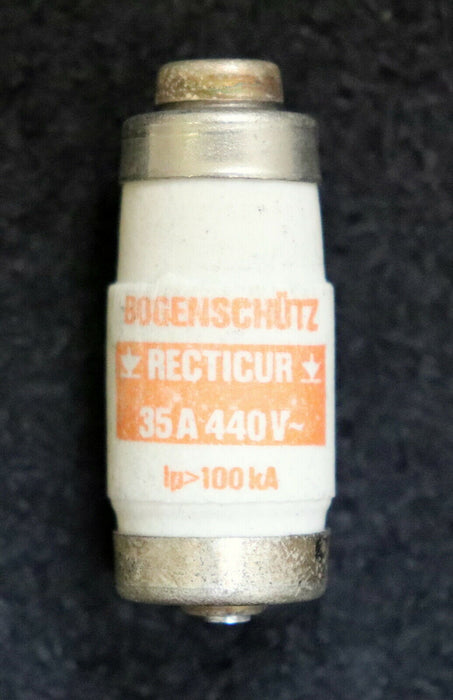 BOGENSCHÜTZ
RECTICUR
35A 440V~
Ip>100 kA